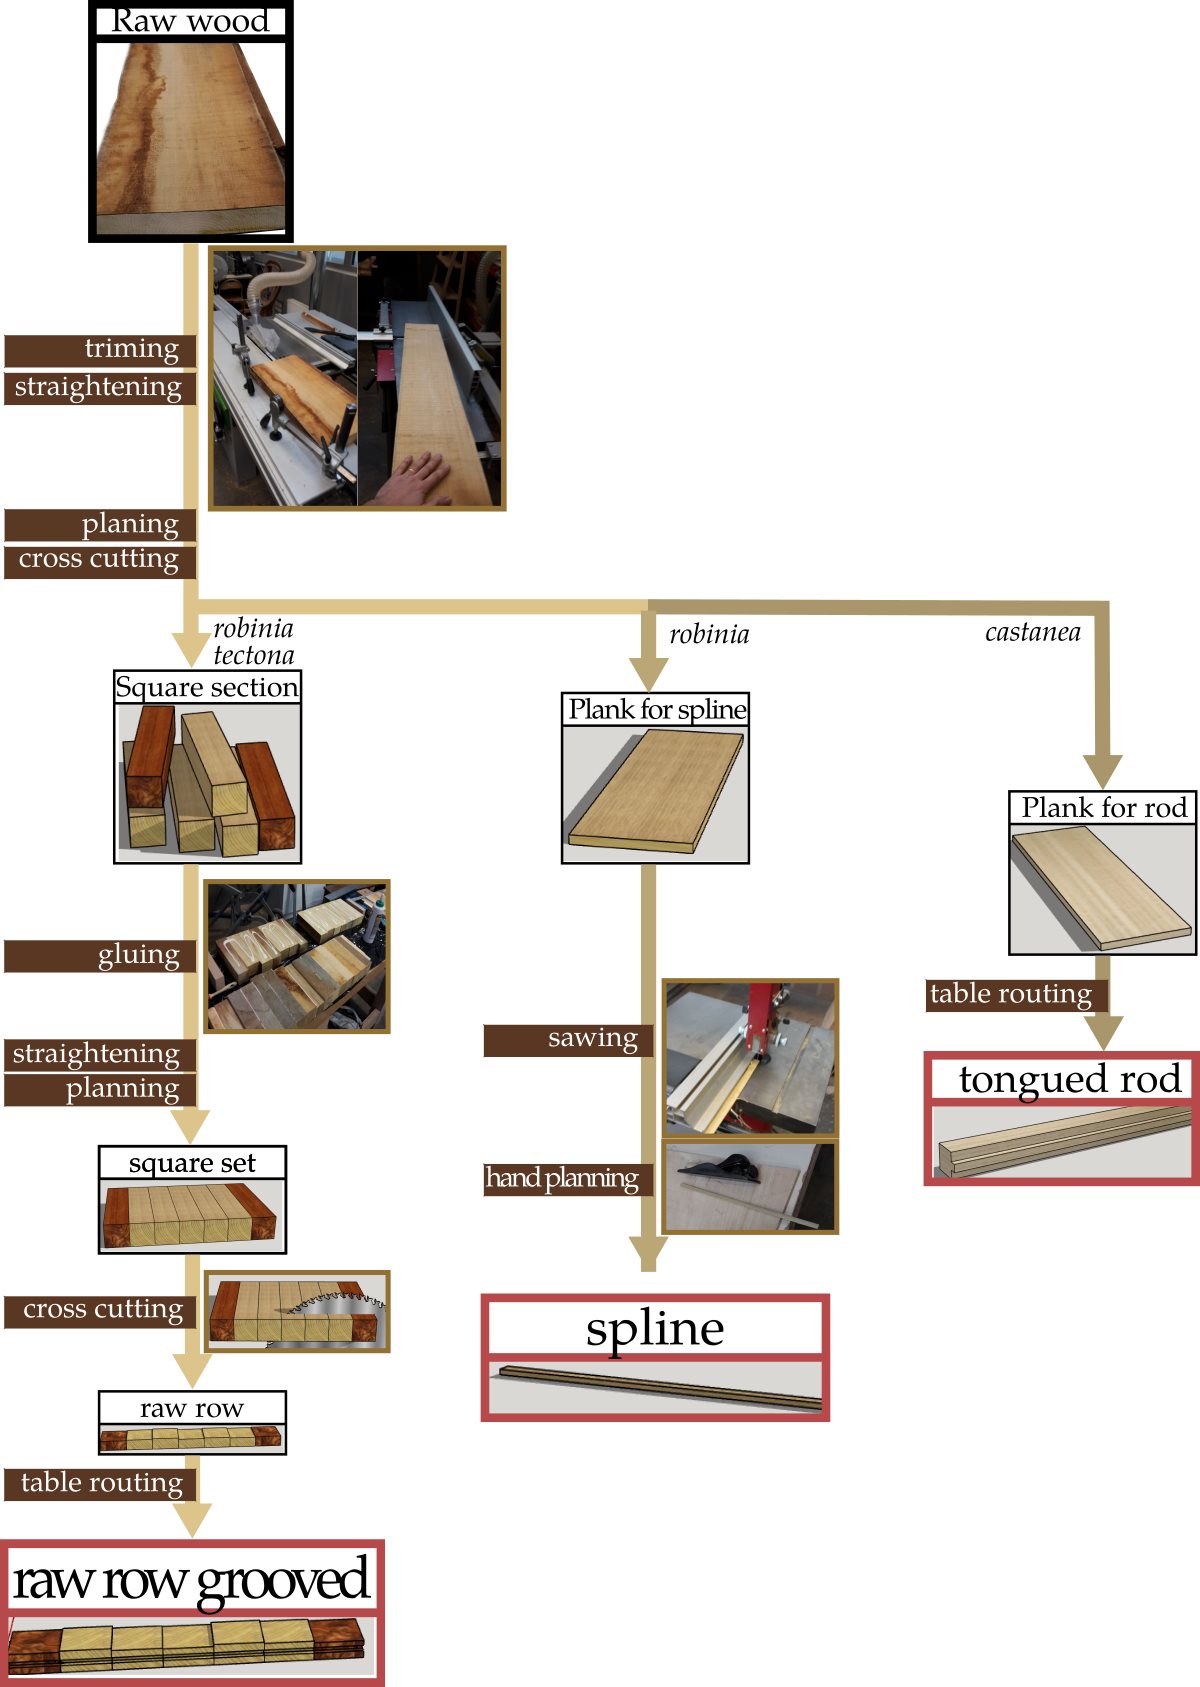 Raw wood
triming
straightening
planing
cross cutting
robinia
tectona
robinia
castanea
Square section
Plank for spline
Plank for rod
gluing
straightening
planning
table routing
tongued rod
sawing
hand planning
square set
cross cutting
spline
raw row
table routing
raw row grooved